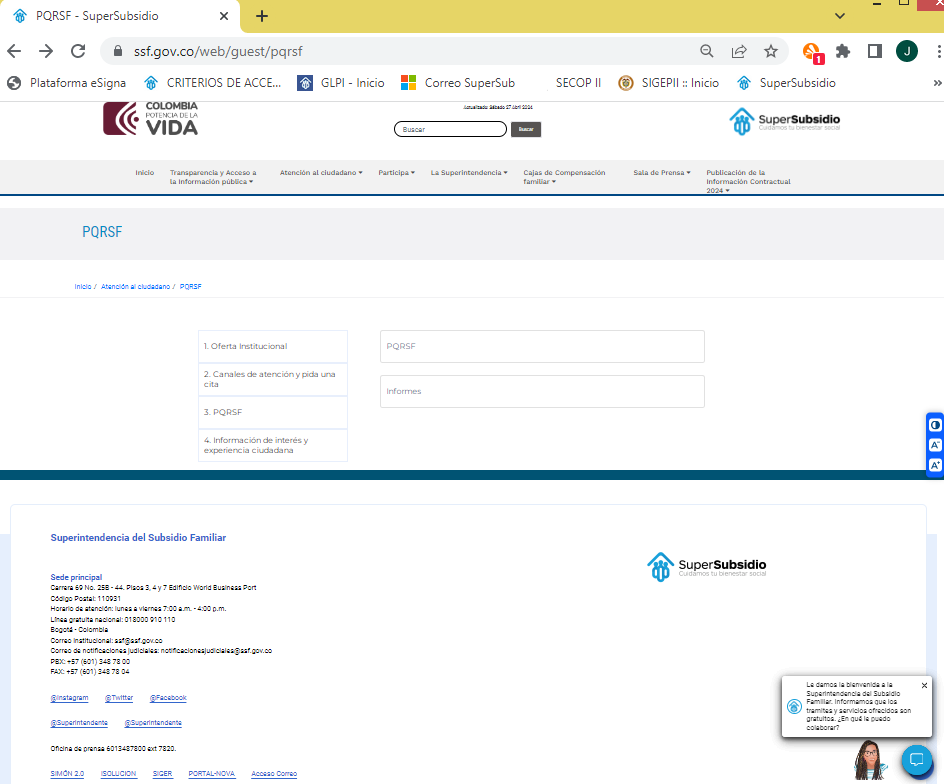 PQRSF - SuperSubsidio
ssf.gov.co/web/guest/pqrsf
1
J
Plataforma eSigna
CRITERIOS DE ACCE...
GLPI - Inicio
Correo SuperSub
SECOP II
SIGEPII :: Inicio
SuperSubsidio
COLOMBIA
POTENCIA DE LA
VIDA
Actualizado: Sábado 27 Abril 2024
Buscar
Buscar
SuperSubsidio
Cuidamos tu bienestar social
Inicio
Transparencia y Acceso a
la Información pública
Atención al ciudadano
Participa
La Superintendencia
Cajas de Compensación
familiar
Sala de Prensa
Publicación de la
Información Contractual
2024
PQRSF
Inicio / Atención al ciudadano / PQRSF
1. Oferta Institucional
2. Canales de atención y pida una
cita
3. PQRSF
4. Información de interés y
experiencia ciudadana
PQRSF
Informes
A-
A+
Superintendencia del Subsidio Familiar
Sede principal
Carrera 69 No. 25B - 44. Pisos 3, 4 y 7 Edificio World Business Port
Código Postal: 110931
Horario de atención: lunes a viernes 7:00 a.m. - 4:00 p.m.
Línea gratuita nacional: 018000 910 110
Bogotá - Colombia
Correo Institucional: ssf@ssf.gov.co
Correo de notificaciones judiciales: notificacionesjudiciales@ssf.gov.co
PBX: +57 (601) 348 78 00
FAX: +57 (601) 348 78 04
@Instagram @Twitter @Facebook
@Superintendente @Superintendente
Oficina de prensa 6013487800 ext 7820.
SIMÓN 2.0 ISOLUCION SIGER PORTAL-NOVA Acceso Correo
SuperSubsidio
Cuidamos tu bienestar social
Le damos la bienvenida a la
Superintendencia del Subsidio
Familiar. Informamos que los
tramites y servicios ofrecidos son
gratuitos. ¿En qué le puedo
colaborar?